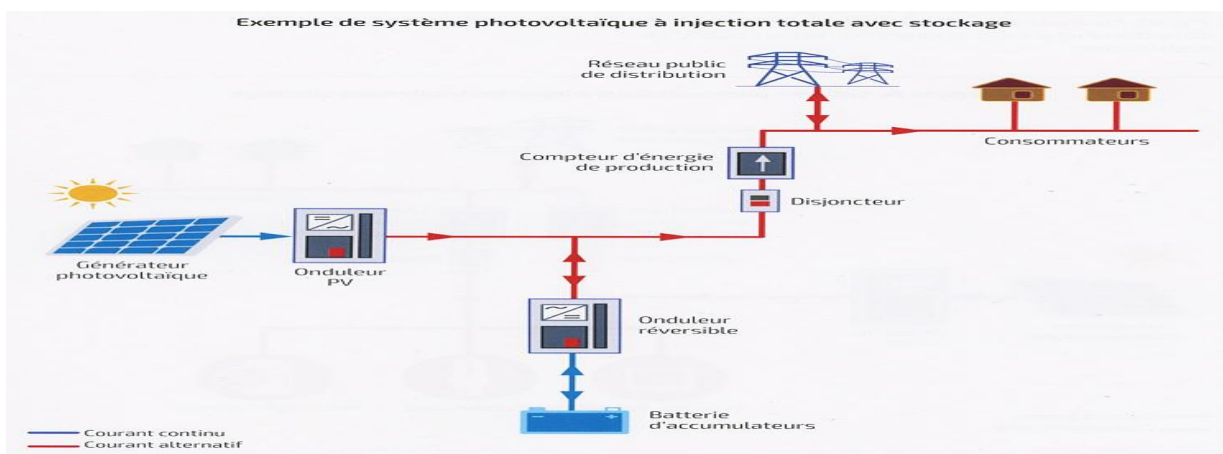 Exemple de système photovoltaïque à injection totale avec stockage
Réseau public
de distribution
Consommateurs
Compteur d'énergie
de production
Disjoncteur
Générateur
photovoltaïque
Onduleur
PV
Onduleur
réversible
Batterie
d'accumulateurs
Courant continu
Courant alternatif